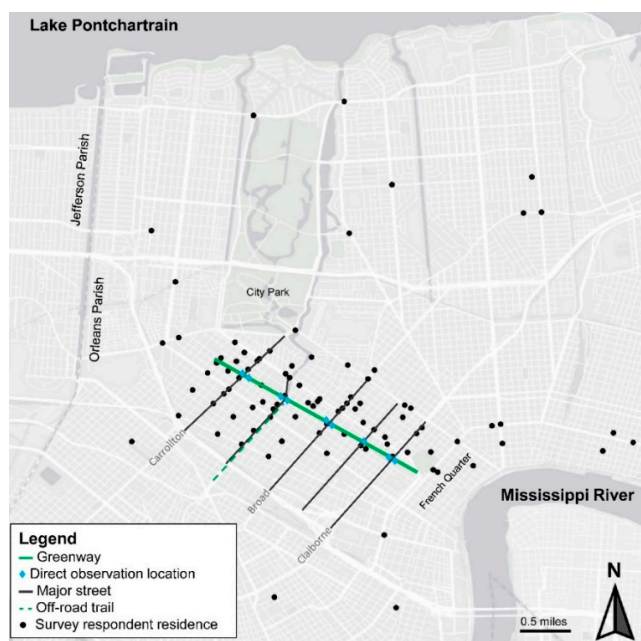 Lake Pontchartrain
Jefferson Parish
Orleans Parish
City Park
Carrollton
Broad
Claiborne
French Quarter
Mississippi River
Legend
Greenway
Direct observation location
Major street
Off-road trail
Survey respondent residence
N
0.5 miles